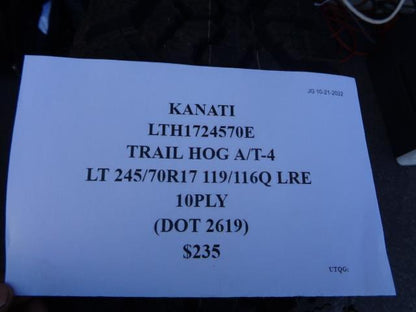 JG 10-21-2022
KANATI
LTH1724570E
TRAIL HOG A/T-4
LT 245/70R17 119/116Q LRE
10PLY
(DOT 2619)
$235
UTQG: